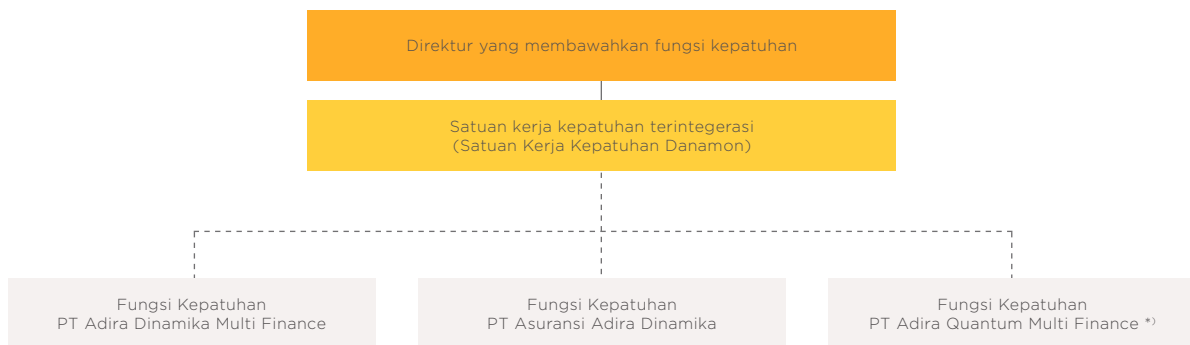 Direktur yang membawahkan fungsi kepatuhan
Satuan kerja kepatuhan terintegerasi
(Satuan Kerja Kepatuhan Danamon)
Fungsi Kepatuhan
PT Adira Dinamika Multi Finance
Fungsi Kepatuhan
PT Asuransi Adira Dinamika
Fungsi Kepatuhan
PT Adira Quantum Multi Finance *)